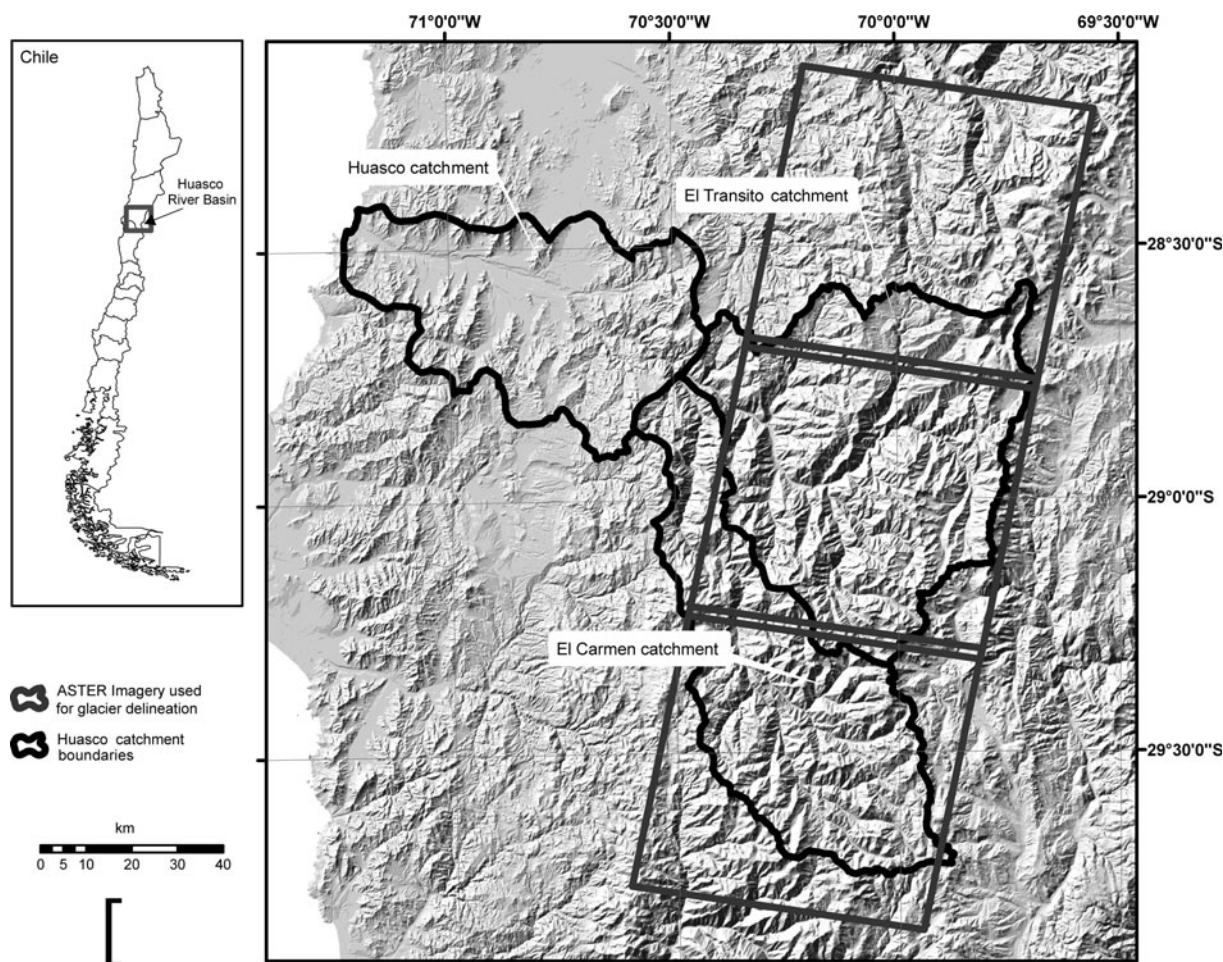 71°0'0"W
70°30'0"W
70°0'0"W
69°30'0"W
Chile
Huasco
River Basin
Huasco catchment
El Transito catchment
28°30'0"S
29°0'0"S
El Carmen catchment
29°30'0"S
ASTER Imagery used
for glacier delineation
Huasco catchment
boundaries
km
0 5 10 20 30 40